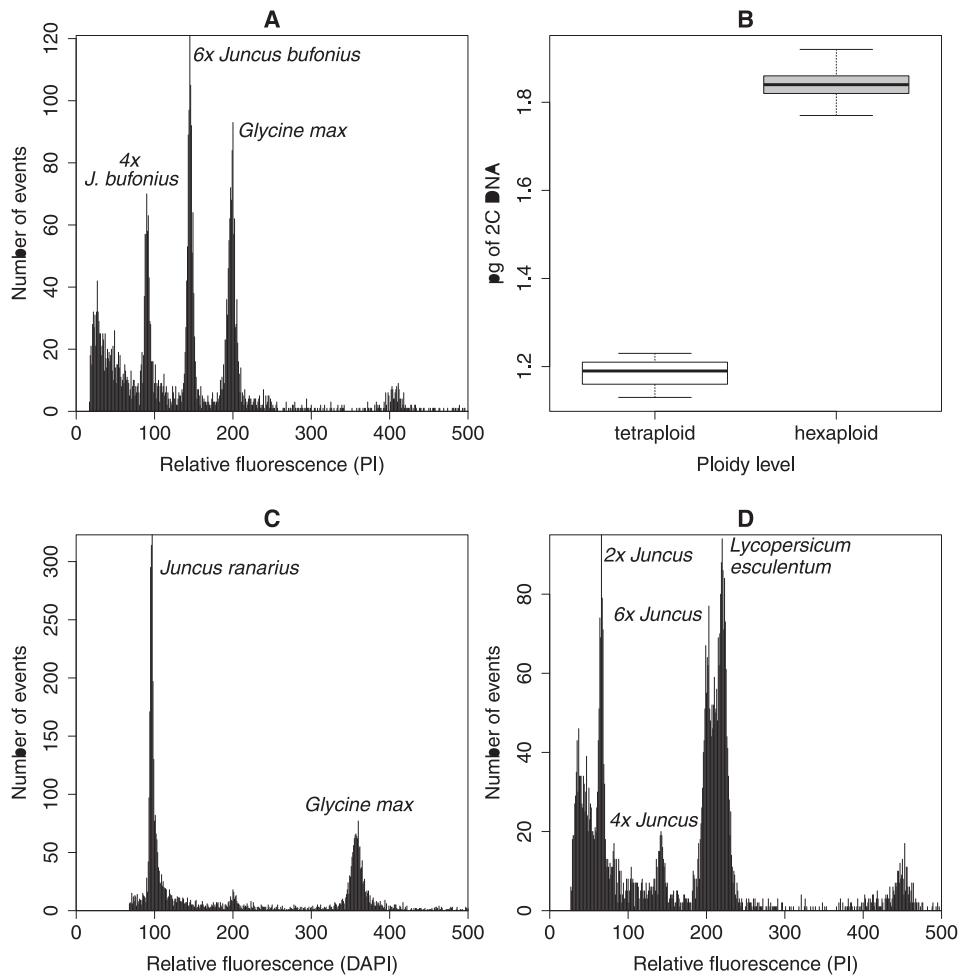 A
6x Juncus bufonius
Glycine max
4x
J. bufonius
Number of events
0
20
40
60
80
100
120
0 100 200 300 400 500
Relative fluorescence (PI)
B
pg of 2C DNA
1.2
1.4
1.6
1.8
tetraploid hexaploid
Ploidy level
C
Juncus ranarius
Glycine max
Number of events
0
50
100
150
200
250
300
0 100 200 300 400 500
Relative fluorescence (DAPI)
D
2x Juncus
Lycopersicum
esculentum
6x Juncus
4x Juncus
Number of events
0
20
40
60
80
0 100 200 300 400 500
Relative fluorescence (PI)